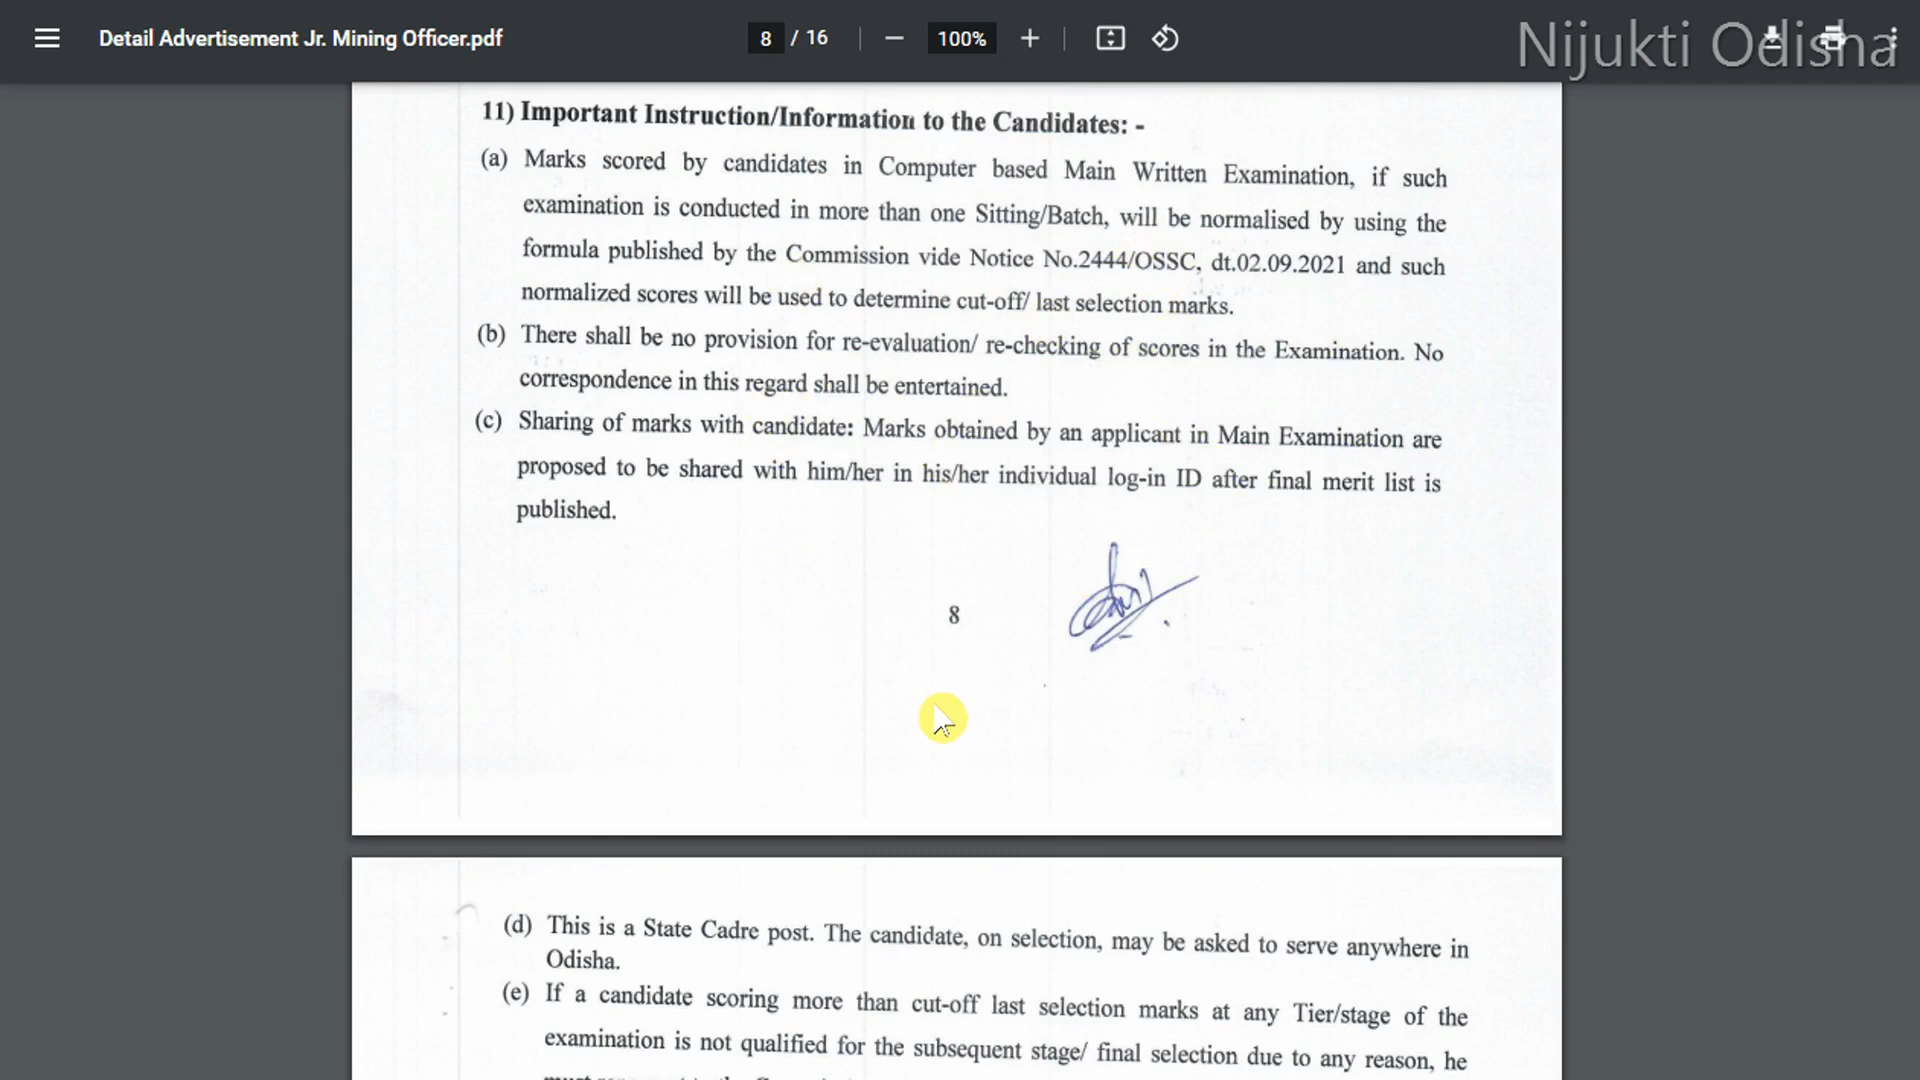 Detail Advertisement Jr. Mining Officer.pdf
8 / 16
100%
Nijukti Odisha
11) Important Instruction/Information to the Candidates: -
(a) Marks scored by candidates in Computer based Main Written Examination, if such
examination is conducted in more than one Sitting/Batch, will be normalised by using the
formula published by the Commission vide Notice No.2444/OSSC, dt.02.09.2021 and such
normalized scores will be used to determine cut-off/ last selection marks.
(b) There shall be no provision for re-evaluation/ re-checking of scores in the Examination. No
correspondence in this regard shall be entertained.
(c) Sharing of marks with candidate: Marks obtained by an applicant in Main Examination are
proposed to be shared with him/her in his/her individual log-in ID after final merit list is
published.
8
(d) This is a State Cadre post. The candidate, on selection, may be asked to serve anywhere in
Odisha.
(e) If a candidate scoring more than cut-off last selection marks at any Tier/stage of the
examination is not qualified for the subsequent stage/ final selection due to any reason, he